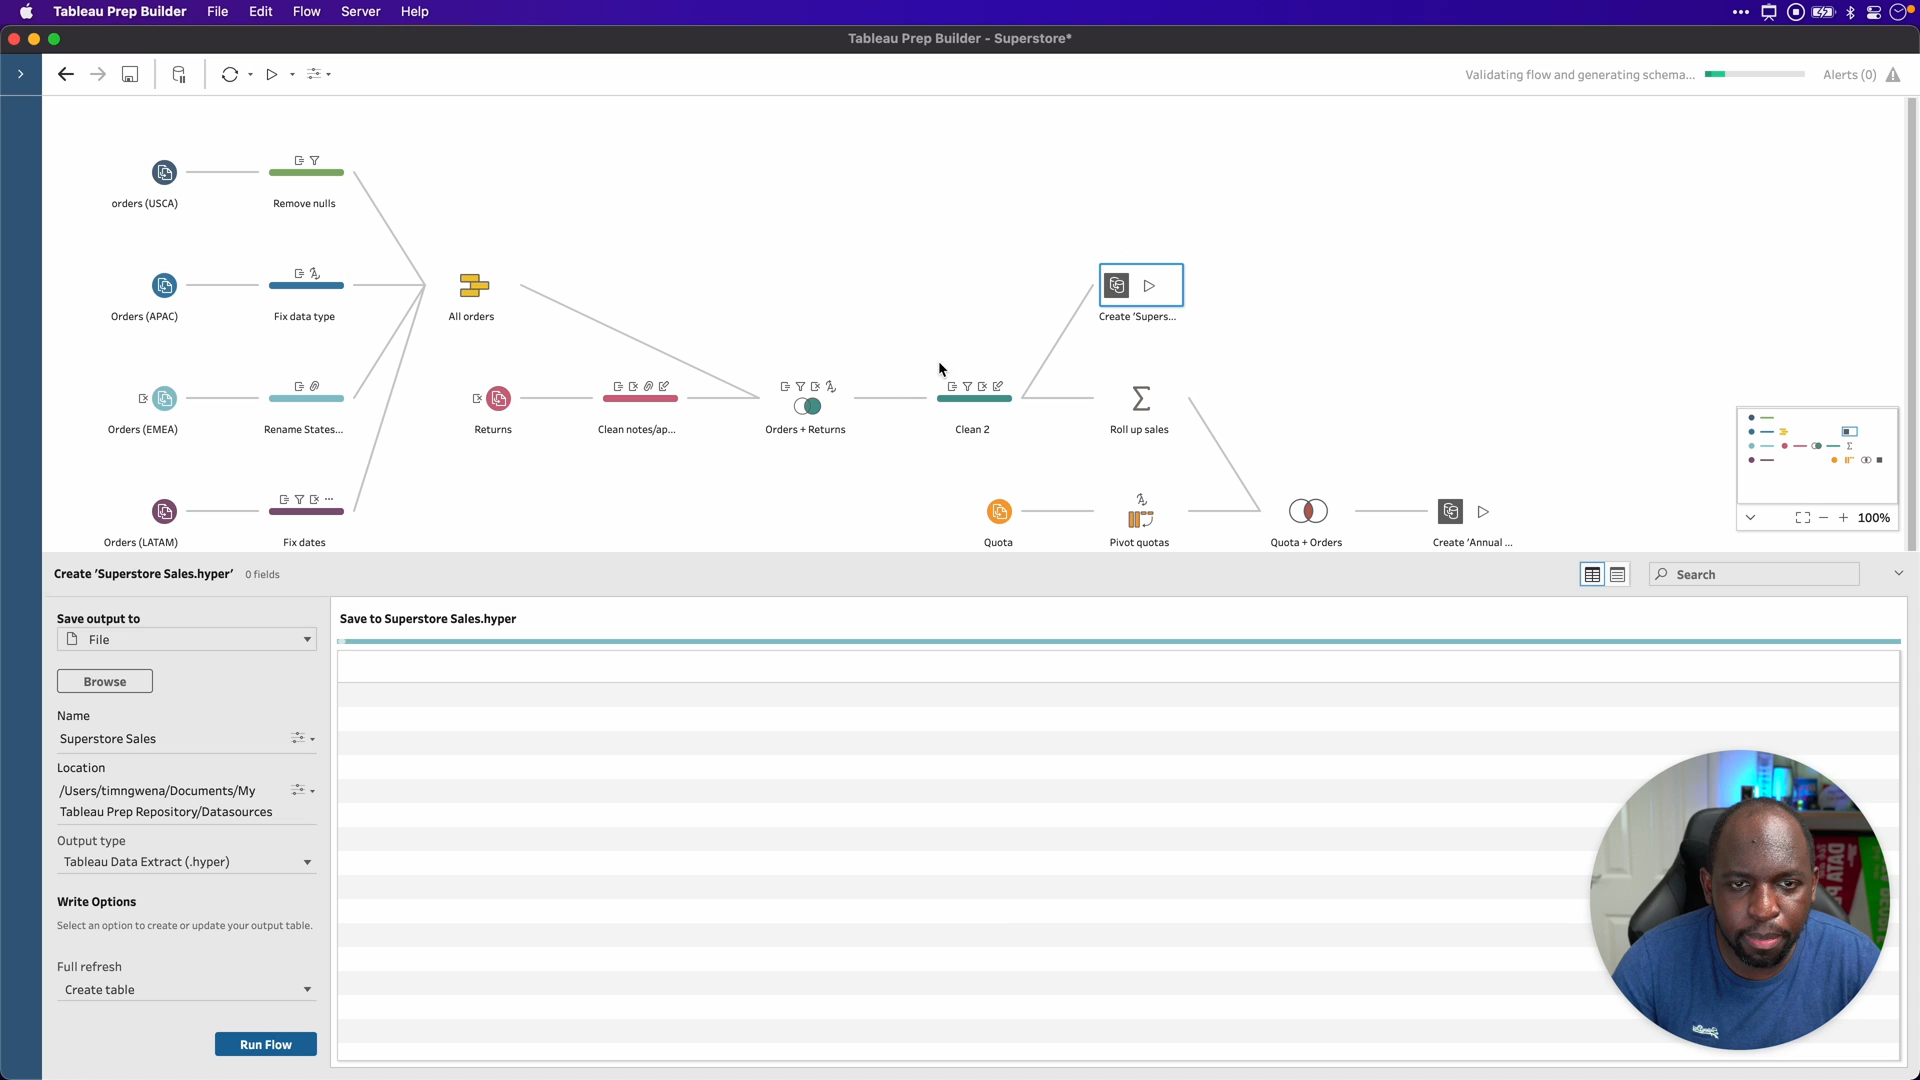 Tableau Prep Builder File Edit Flow Server Help
Tableau Prep Builder - Superstore*
Validating flow and generating schema... Alerts (0)
orders (USCA) Remove nulls
Orders (APAC) Fix data type All orders Create 'Supers...
Orders (EMEA) Rename States... Returns Clean notes/ap... Orders + Returns Clean 2 Roll up sales
100%
Orders (LATAM) Fix dates Quota Pivot quotas Quota + Orders Create 'Annual ...
Create 'Superstore Sales.hyper' 0 fields Search
Save output to
File
Browse
Name
Superstore Sales
Location
/Users/timngwena/Documents/My
Tableau Prep Repository/Datasources
Output type
Tableau Data Extract (.hyper)
Write Options
Select an option to create or update your output table.
Full refresh
Create table
Run Flow
Save to Superstore Sales.hyper
DATA